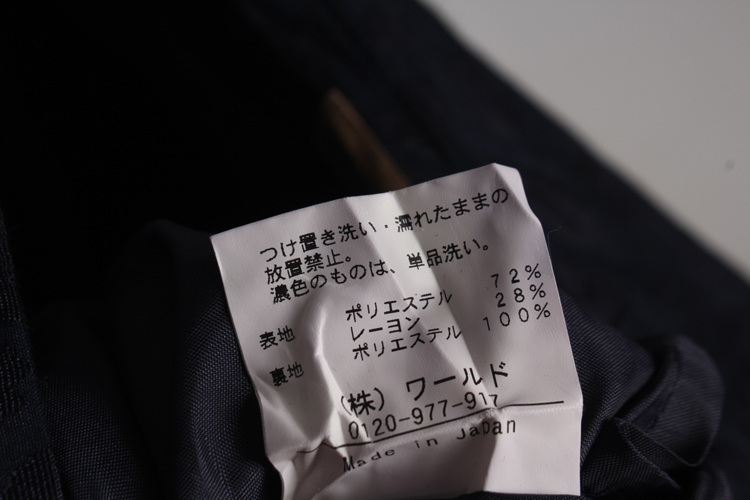 つけ置き洗い・濡れたままの
放置禁止。
濃色のものは、単品洗い。
表地 ポリエステル 72%
レーヨン 28%
裏地 ポリエステル 100%
(株) ワールド
0120-977-917
Made in Japan